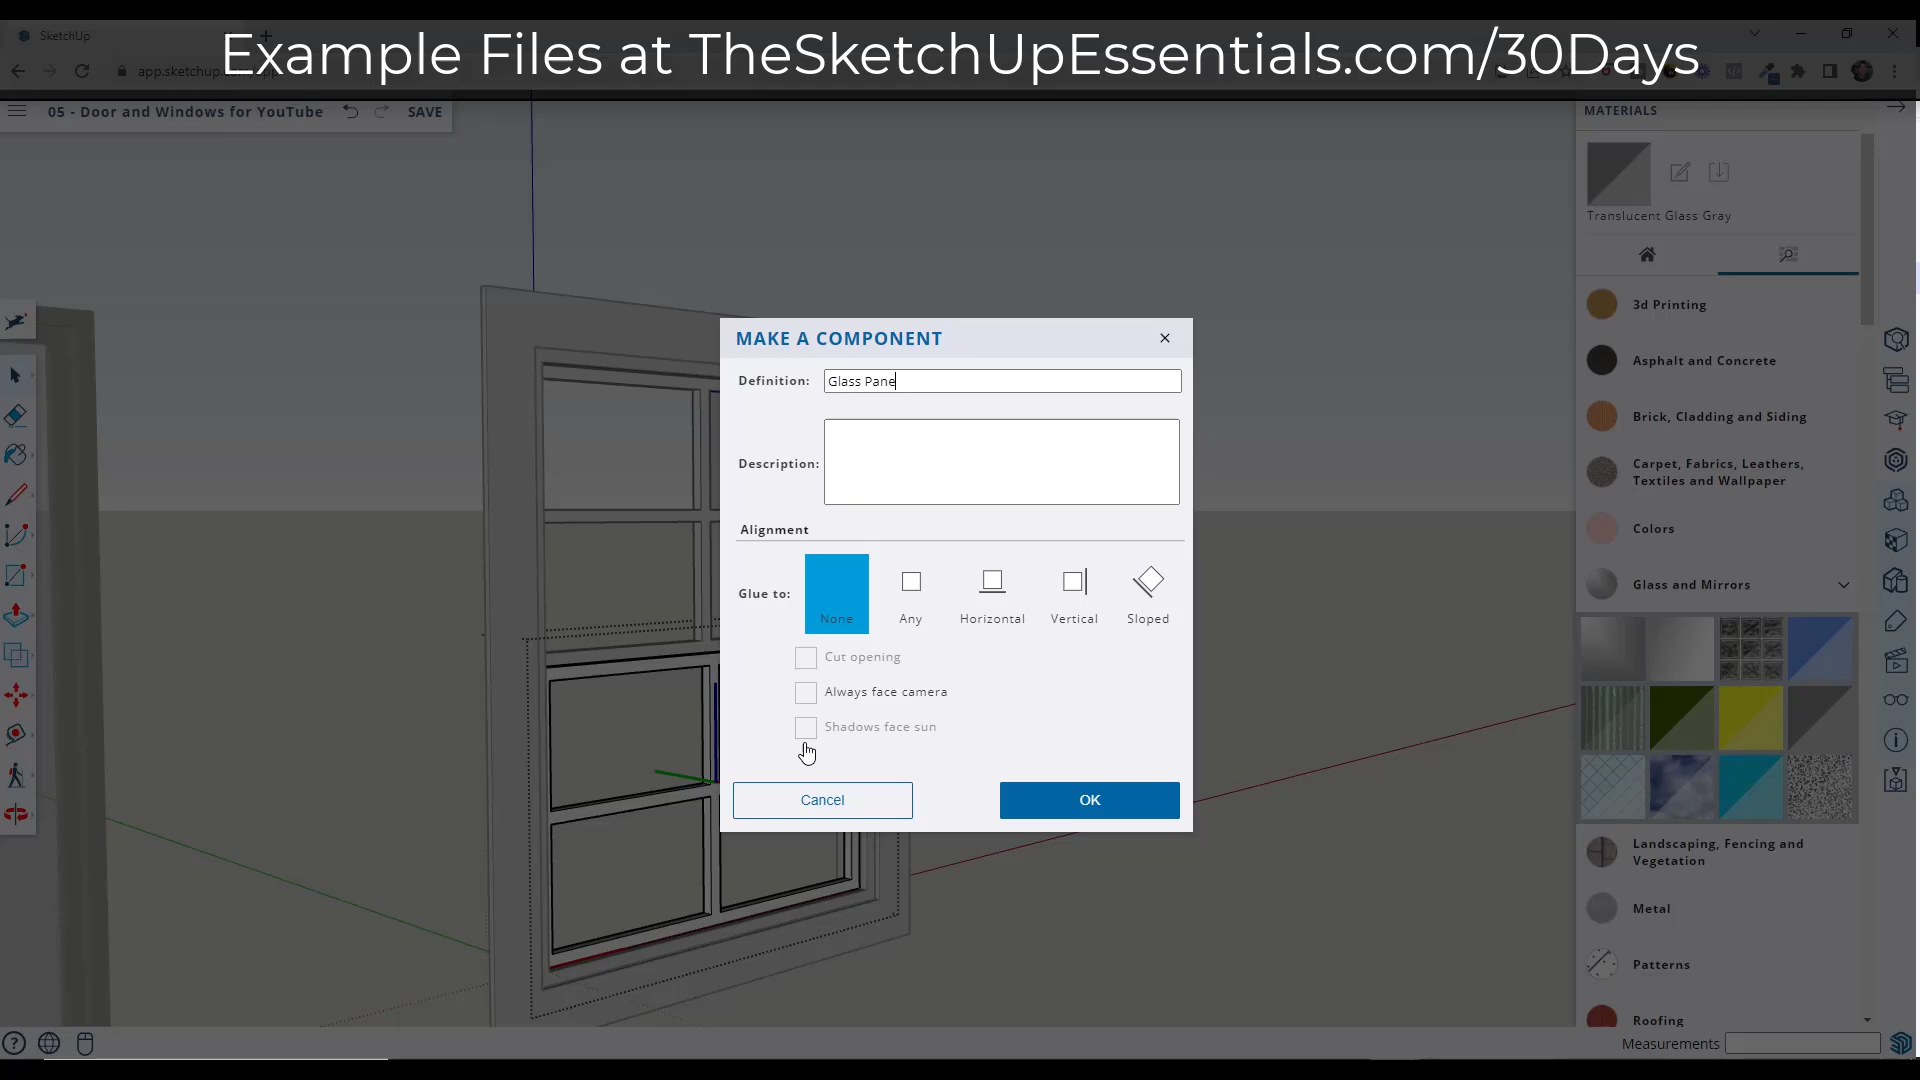 Example Files at TheSketchUpEssentials.com/30Days
SketchUp
05 - Door and Windows for YouTube
SAVE
MATERIALS
Translucent Glass Gray
3d Printing
Asphalt and Concrete
Brick, Cladding and Siding
Carpet, Fabrics, Leathers,
Textiles and Wallpaper
Colors
Glass and Mirrors
Landscaping, Fencing and
Vegetation
Metal
Patterns
Roofing
MAKE A COMPONENT
Definition:
Glass Pane
Description:
Alignment
Glue to:
None
Any
Horizontal
Vertical
Sloped
Cut opening
Always face camera
Shadows face sun
Cancel
OK
Measurements